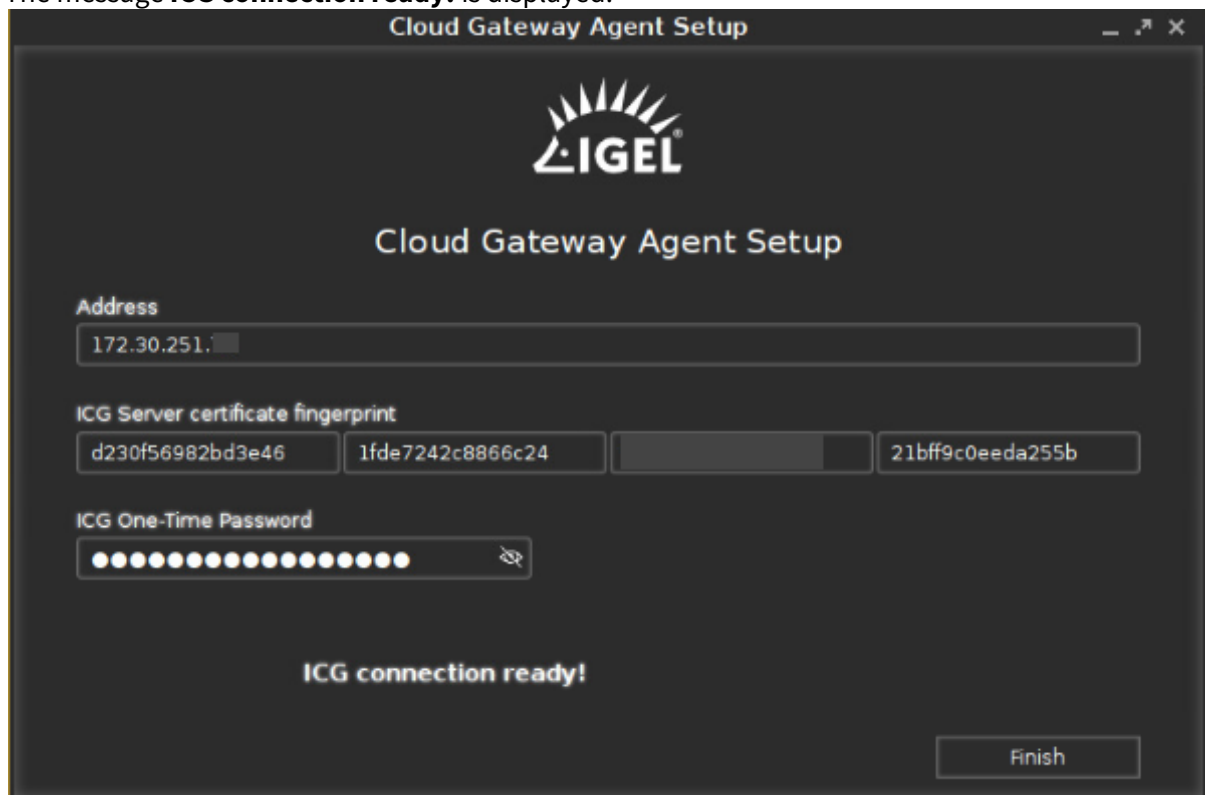 The message ICG connection ready! is displayed.
Cloud Gateway Agent Setup
IGEL®
Cloud Gateway Agent Setup
Address
172.30.251.
ICG Server certificate fingerprint
d230f56982bd3e46 1fde7242c8866c24 21bff9c0eeda255b
ICG One-Time Password
●●●●●●●●●●●●●●●●●
ICG connection ready!
Finish